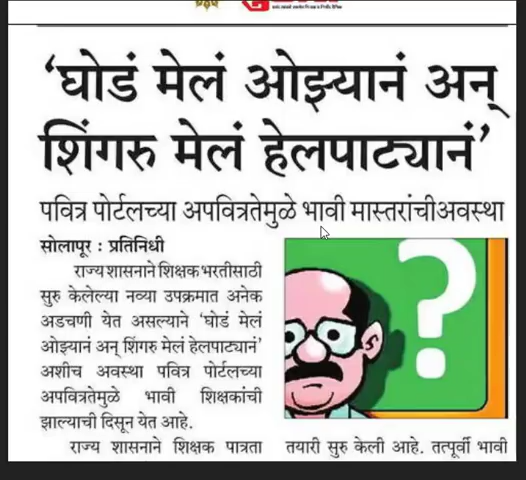 ‘घोडं मेलं ओझ्यानं अन्
शिंगरु मेलं हेलपाट्यानं’
पवित्र पोर्टलच्या अपवित्रतेमुळे भावी मास्तरांचीअवस्था
सोलापूर : प्रतिनिधी
राज्य शासनाने शिक्षक भरतीसाठी
सुरु केलेल्या नव्या उपक्रमात अनेक
अडचणी येत असल्याने ‘घोडं मेलं
ओझ्यानं अन् शिंगरु मेलं हेलपाट्यानं’
अशीच अवस्था पवित्र पोर्टलच्या
अपवित्रतेमुळे भावी शिक्षकांची
झाल्याची दिसून येत आहे.
राज्य शासनाने शिक्षक पात्रता
?
तयारी सुरु केली आहे. तत्पूर्वी भावी